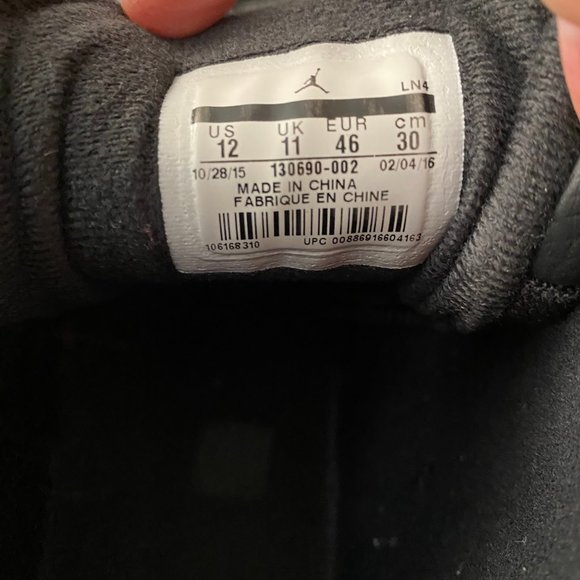 LN4
US UK EUR cm
12 11 46 30
10/28/15 130690-002 02/04/16
MADE IN CHINA
FABRIQUE EN CHINE
106168310 UPC 00886916604163